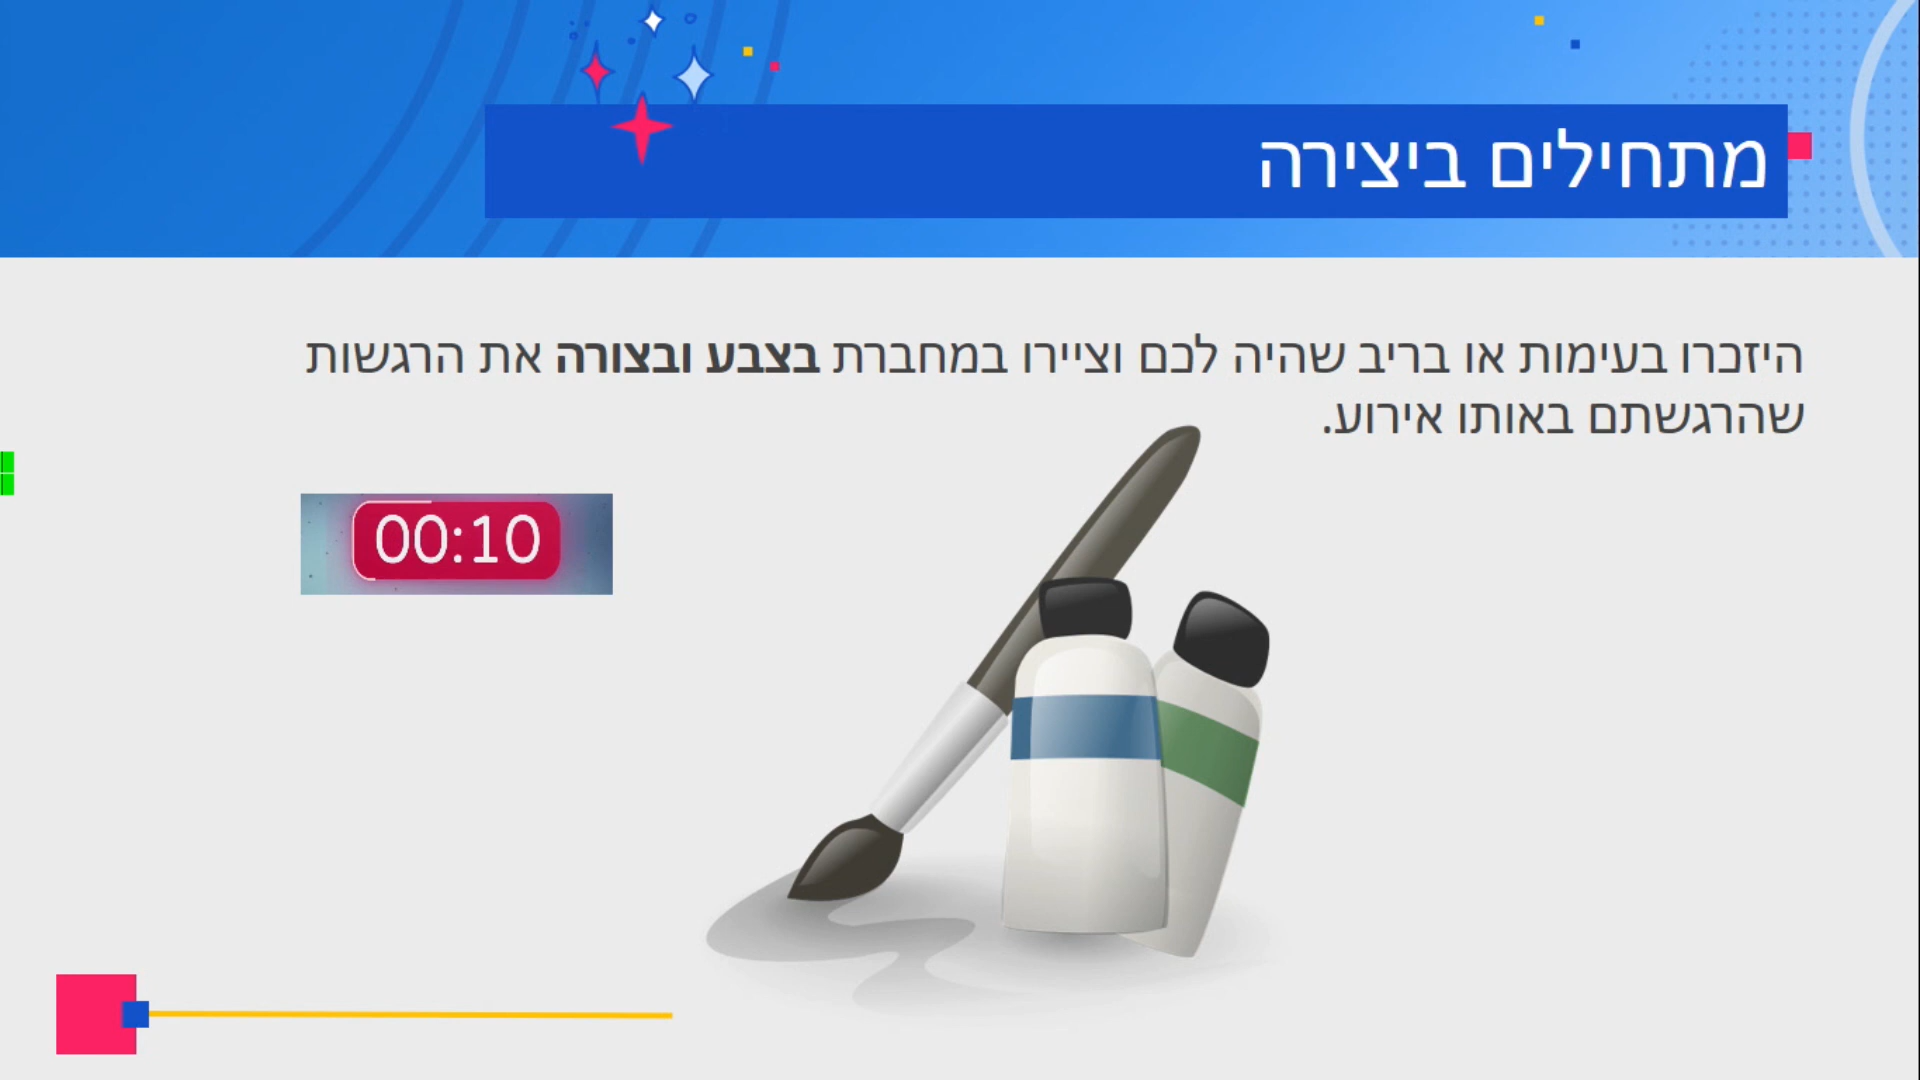 מתחילים ביצירה
היזכרו בעימות או בריב שהיה לכם וציירו במחברת בצבע ובצורה את הרגשות
שהרגשתם באותו אירוע.
00:10